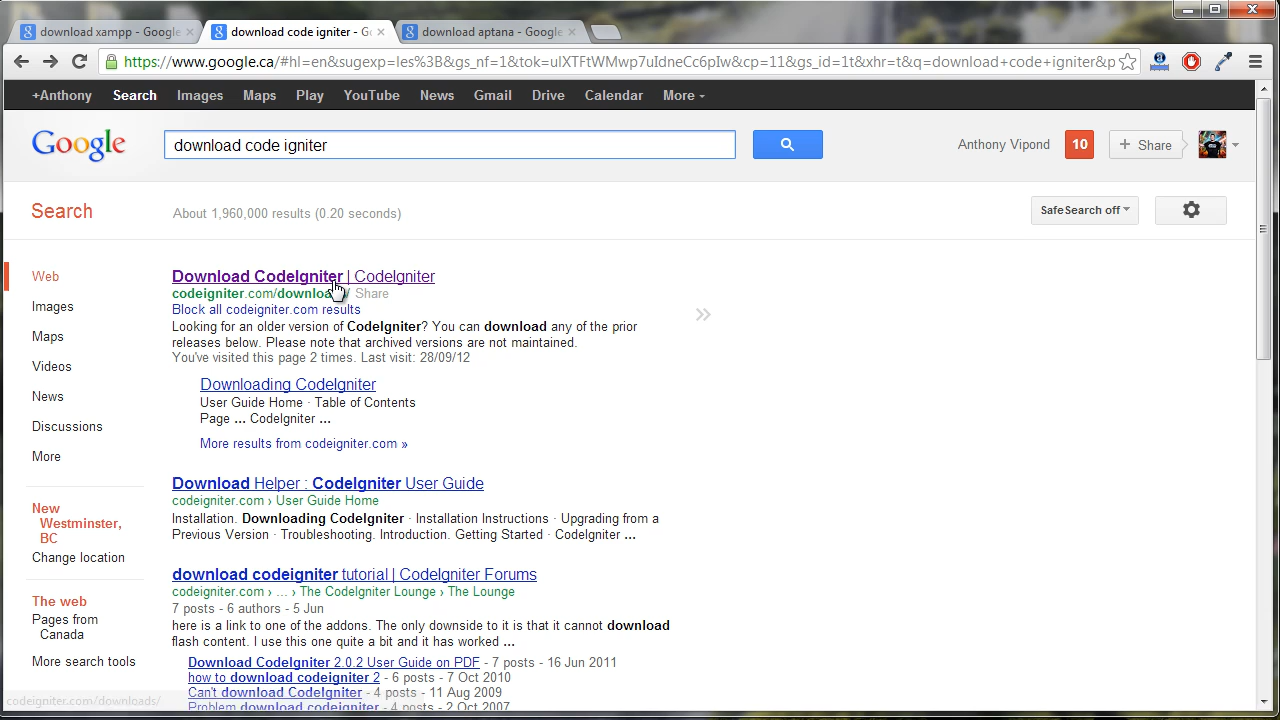 download xampp - Google
download code igniter - Go
download aptana - Google
https://www.google.ca/#hl=en&sugexp=les%3B&gs_nf=1&tok=uIXTFtWMwp7uIdneCc6pIw&cp=11&gs_id=1t&xhr=t&q=download+code+igniter&p
+Anthony Search Images Maps Play YouTube News Gmail Drive Calendar More
Google
download code igniter
Anthony Vipond 10 + Share
Search
About 1,960,000 results (0.20 seconds)
SafeSearch off
Web
Images
Maps
Videos
News
Discussions
More
New
Westminster,
BC
Change location
The web
Pages from
Canada
More search tools
Download CodeIgniter | CodeIgniter
codeigniter.com/downloads/ Share
Block all codeigniter.com results
Looking for an older version of CodeIgniter? You can download any of the prior
releases below. Please note that archived versions are not maintained.
You've visited this page 2 times. Last visit: 28/09/12
Downloading CodeIgniter
User Guide Home · Table of Contents
Page ... CodeIgniter ...
More results from codeigniter.com »
Download Helper : CodeIgniter User Guide
codeigniter.com › User Guide Home
Installation. Downloading CodeIgniter · Installation Instructions · Upgrading from a
Previous Version · Troubleshooting. Introduction. Getting Started · CodeIgniter ...
download codeigniter tutorial | CodeIgniter Forums
codeigniter.com › ... › The CodeIgniter Lounge › The Lounge
7 posts - 6 authors - 5 Jun
here is a link to one of the addons. The only downside to it is that it cannot download
flash content. I use this one quite a bit and it has worked ...
Download CodeIgniter 2.0.2 User Guide on PDF - 7 posts - 16 Jun 2011
how to download codeigniter 2 - 6 posts - 7 Oct 2010
Can't download CodeIgniter - 4 posts - 11 Aug 2009
Problem download codeigniter - 4 posts - 2 Oct 2007
codeigniter.com/downloads/